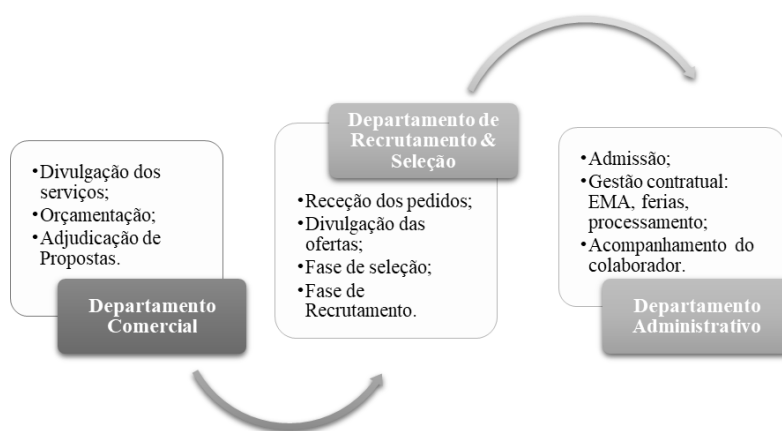 •Divulgação dos
serviços;
•Orçamentação;
•Adjudicação de
Propostas.
Departamento
Comercial
Departamento de
Recrutamento &
Seleção
•Receção dos pedidos;
•Divulgação das
ofertas;
•Fase de seleção;
•Fase de
Recrutamento.
•Admissão;
•Gestão contratual:
EMA, ferias,
processamento;
•Acompanhamento do
colaborador.
Departamento
Administrativo